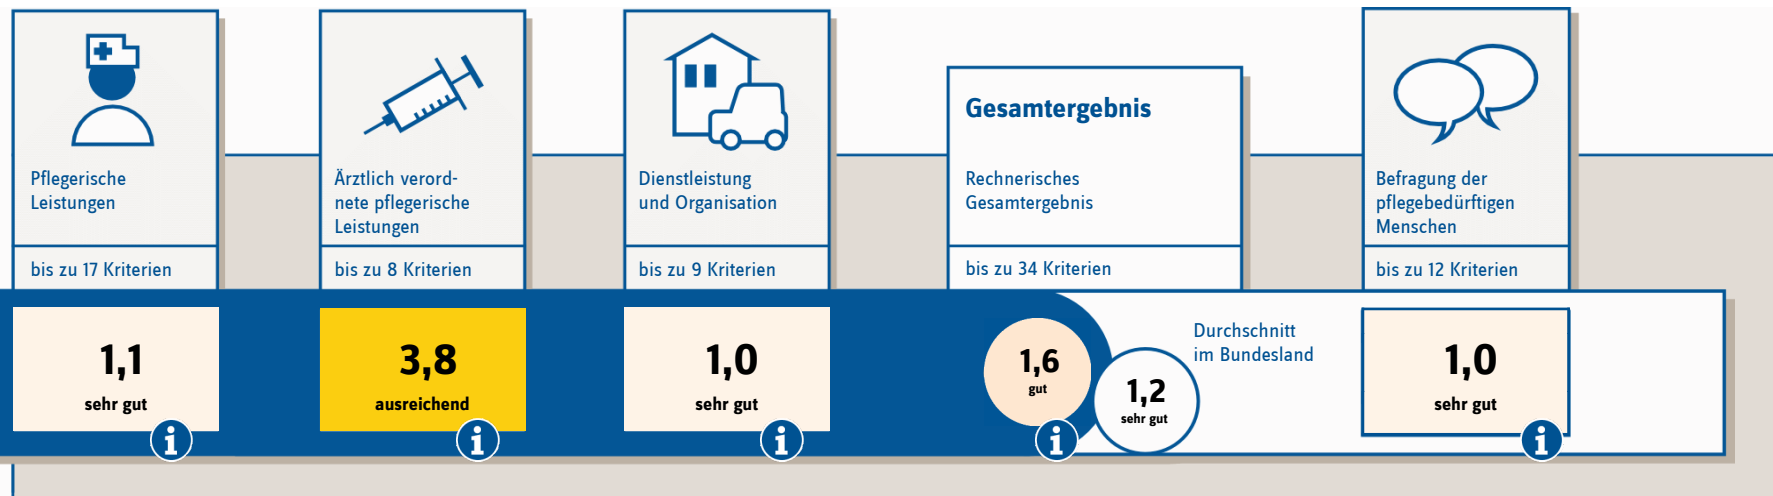 Pflegerische
Leistungen
bis zu 17 Kriterien
1,1
sehr gut
i
Ärztlich verord-
nete pflegerische
Leistungen
bis zu 8 Kriterien
3,8
ausreichend
i
Dienstleistung
und Organisation
bis zu 9 Kriterien
1,0
sehr gut
i
Gesamtergebnis
Rechnerisches
Gesamtergebnis
bis zu 34 Kriterien
1,6
gut
i
Durchschnitt
im Bundesland
1,2
sehr gut
Befragung der
pflegebedürftigen
Menschen
bis zu 12 Kriterien
1,0
sehr gut
i